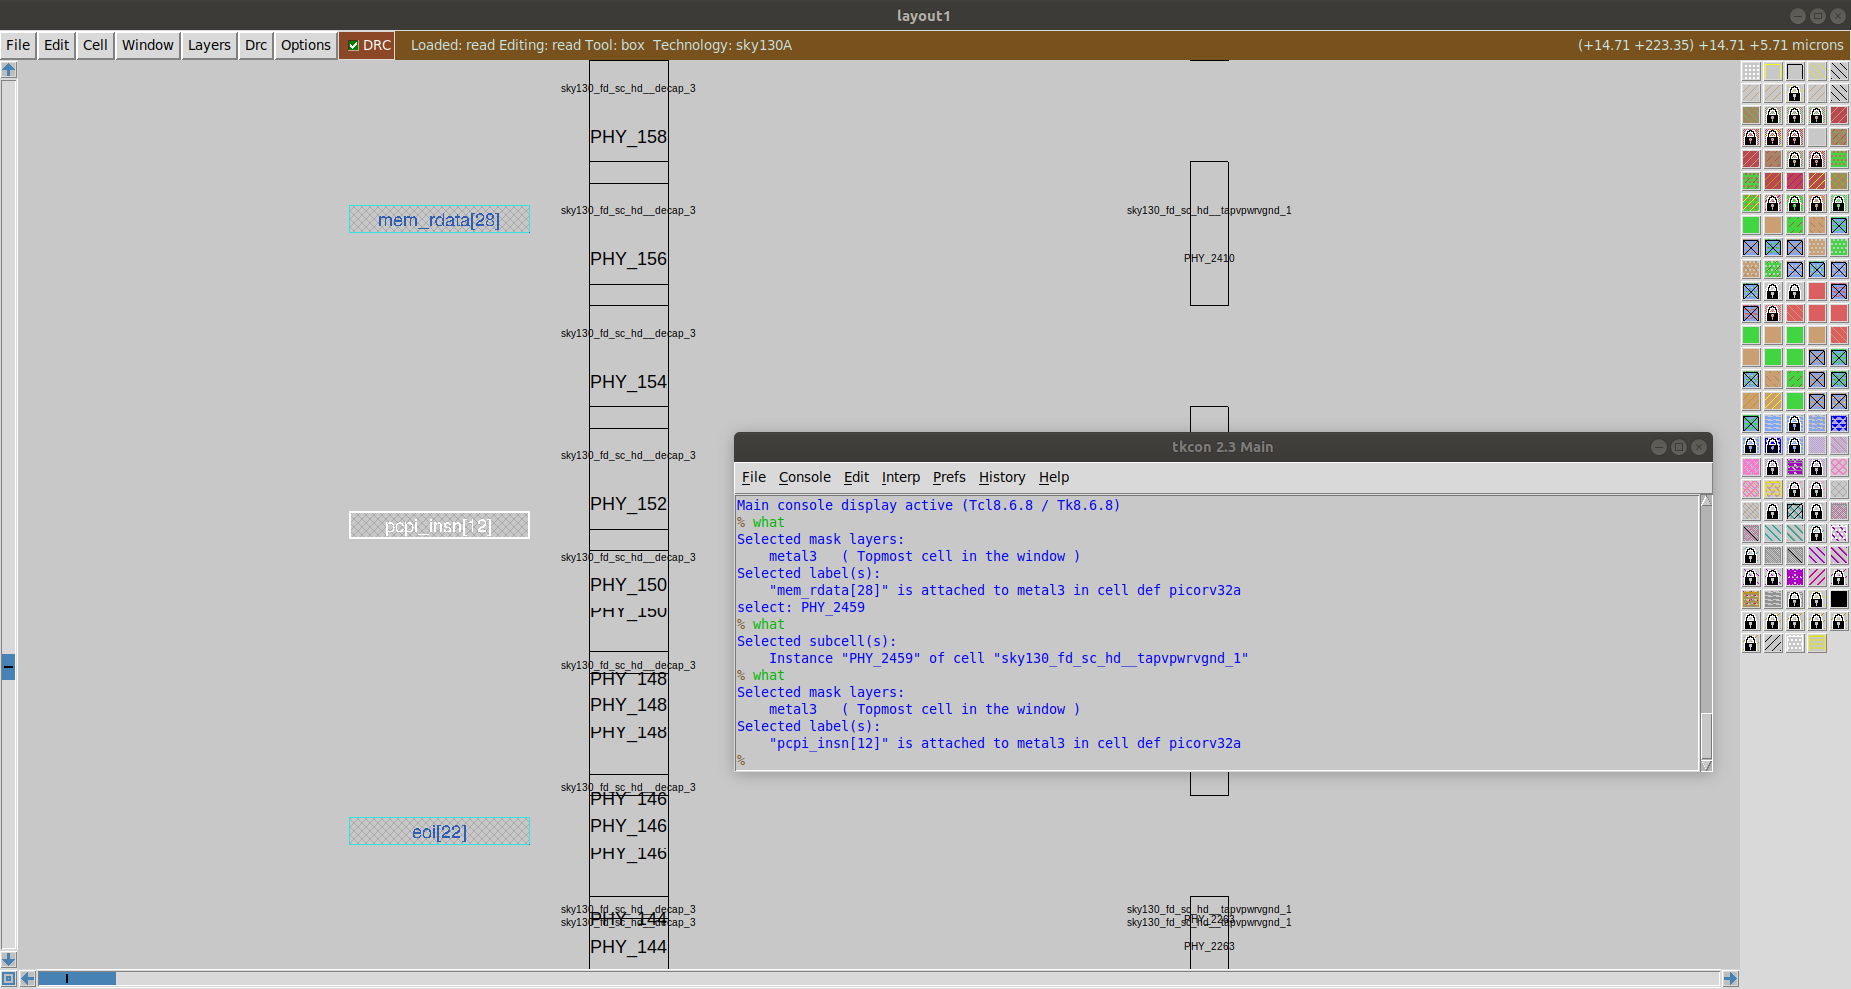 layout1
File Edit Cell Window Layers Drc Options DRC Loaded: read Editing: read Tool: box Technology: sky130A (+14.71 +223.35) +14.71 +5.71 microns
sky130_fd_sc_hd__decap_3
PHY_158
mem_rdata[28]
sky130_fd_sc_hd__decap_3
sky130_fd_sc_hd__tapvpwrvgnd_1
PHY_156
PHY_2410
sky130_fd_sc_hd__decap_3
PHY_154
sky130_fd_sc_hd__decap_3
PHY_152
pcpi_insn[12]
sky130_fd_sc_hd__decap_3
PHY_150
PHY_150
sky130_fd_sc_hd__decap_3
PHY_148
PHY_148
PHY_148
sky130_fd_sc_hd__decap_3
PHY_146
PHY_146
eoi[22]
PHY_146
sky130_fd_sc_hd__decap_3
sky130_fd_sc_hd__tapvpwrvgnd_1
PHY_144
PHY_2263
sky130_fd_sc_hd__decap_3
sky130_fd_sc_hd__tapvpwrvgnd_1
PHY_144
PHY_2263
tkcon 2.3 Main
File Console Edit Interp Prefs History Help
Main console display active (Tcl8.6.8 / Tk8.6.8)
% what
Selected mask layers:
metal3 ( Topmost cell in the window )
Selected label(s):
"mem_rdata[28]" is attached to metal3 in cell def picorv32a
select: PHY_2459
% what
Selected subcell(s):
Instance "PHY_2459" of cell "sky130_fd_sc_hd__tapvpwrvgnd_1"
% what
Selected mask layers:
metal3 ( Topmost cell in the window )
Selected label(s):
"pcpi_insn[12]" is attached to metal3 in cell def picorv32a
%